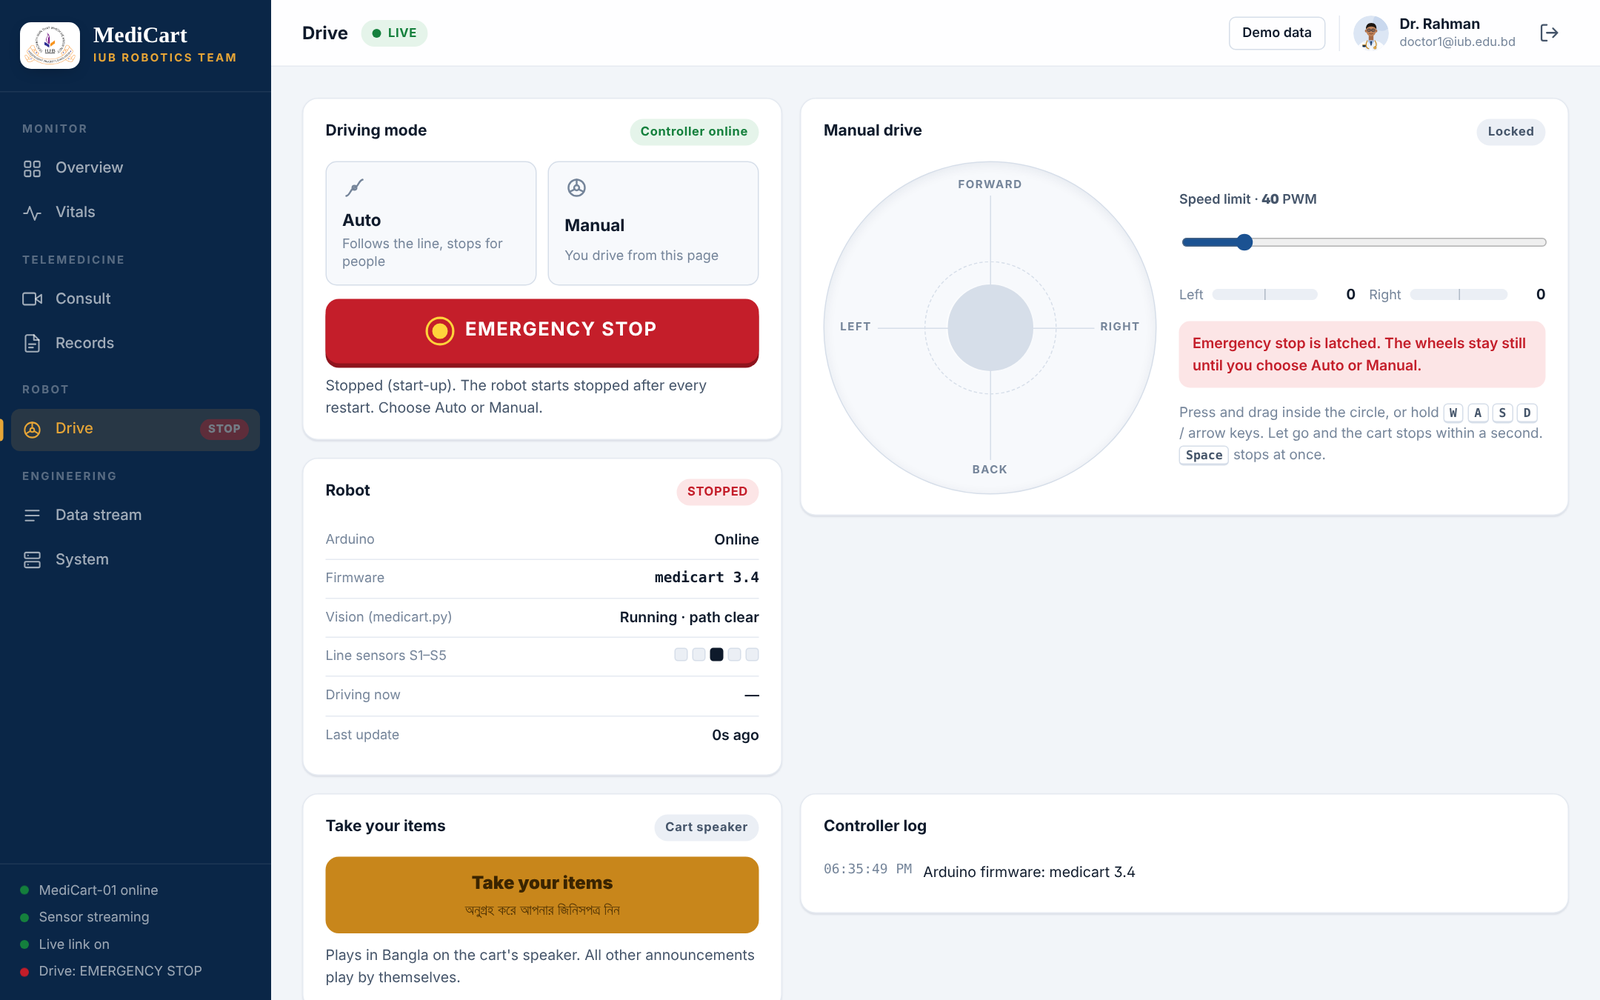 MediCart
IUB ROBOTICS TEAM
MONITOR
Overview
Vitals
TELEMEDICINE
Consult
Records
ROBOT
Drive STOP
ENGINEERING
Data stream
System
MediCart-01 online
Sensor streaming
Live link on
Drive: EMERGENCY STOP
Drive LIVE
Demo data
Dr. Rahman
doctor1@iub.edu.bd
Driving mode Controller online
Auto
Follows the line, stops for
people
Manual
You drive from this page
EMERGENCY STOP
Stopped (start-up). The robot starts stopped after every
restart. Choose Auto or Manual.
Manual drive Locked
FORWARD
LEFT
RIGHT
BACK
Speed limit · 40 PWM
Left 0 Right 0
Emergency stop is latched. The wheels stay still
until you choose Auto or Manual.
Press and drag inside the circle, or hold W A S D
/ arrow keys. Let go and the cart stops within a second.
Space stops at once.
Robot STOPPED
Arduino Online
Firmware medicart 3.4
Vision (medicart.py) Running · path clear
Line sensors S1–S5
Driving now —
Last update 0s ago
Take your items Cart speaker
Take your items
অনুগ্রহ করে আপনার জিনিসপত্র নিন
Plays in Bangla on the cart's speaker. All other announcements
play by themselves.
Controller log
06:35:49 PM Arduino firmware: medicart 3.4